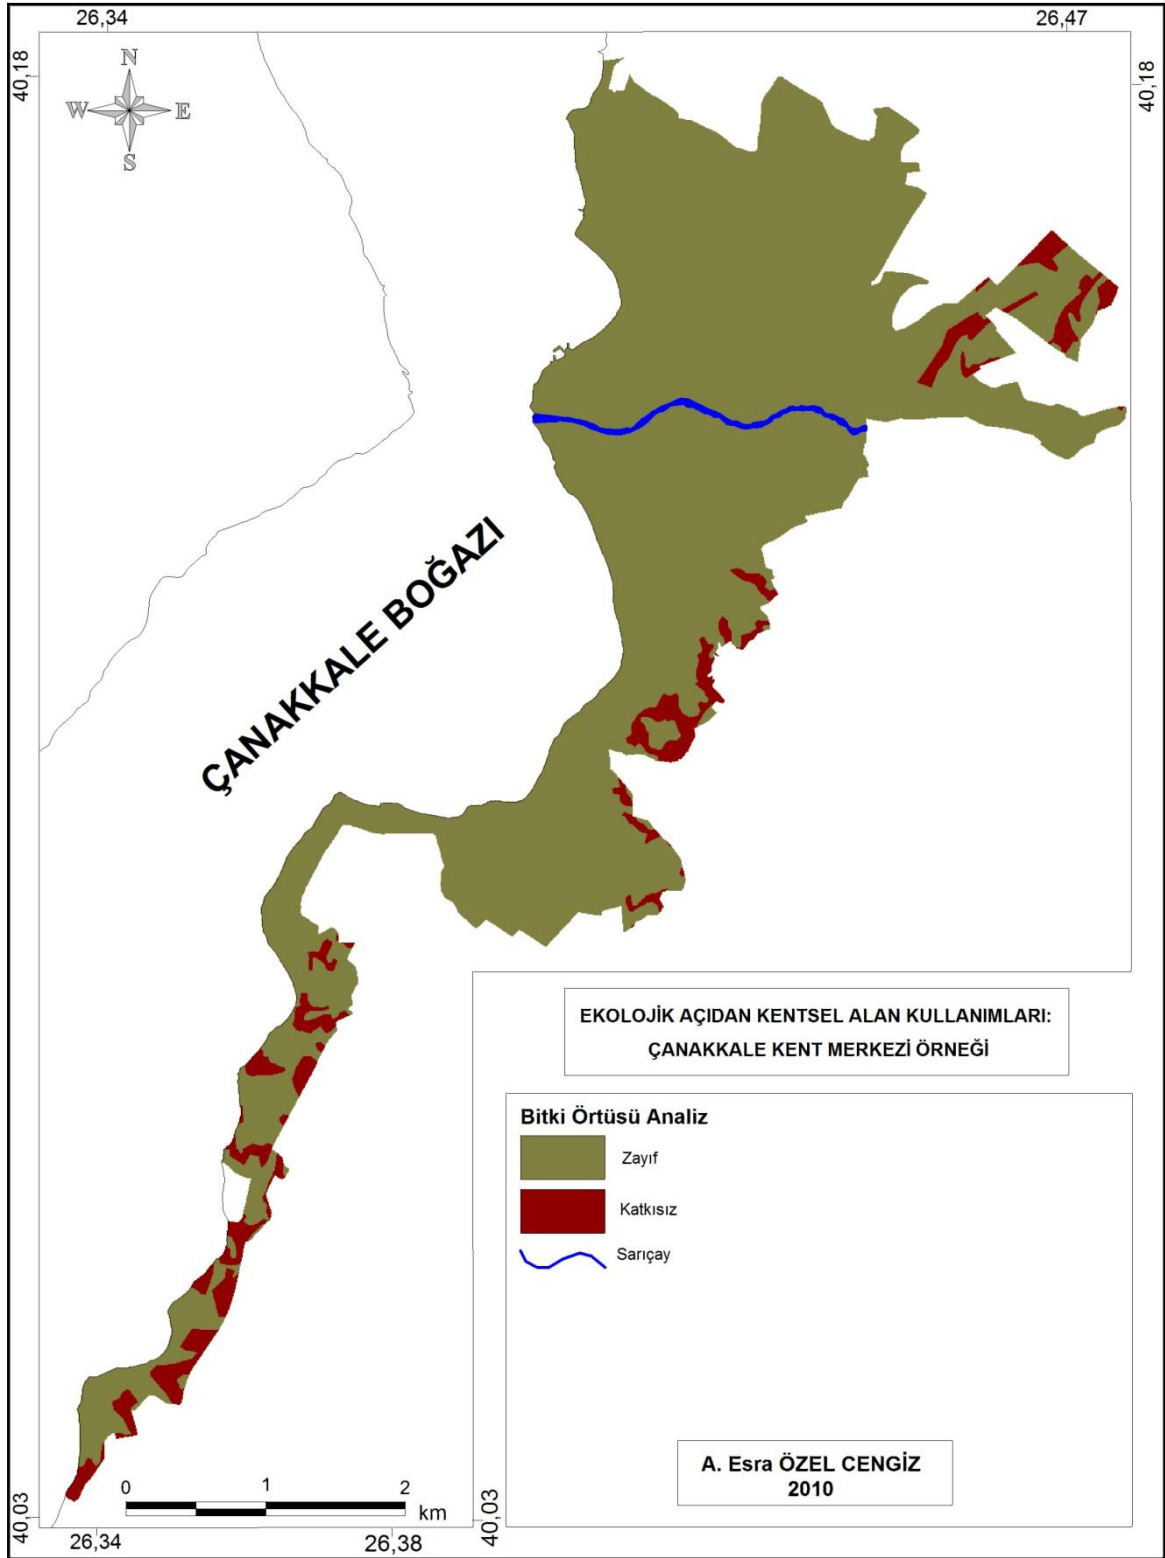 26,34
26,47
40,18
40,18
N
W
E
S
ÇANAKKALE BOĞAZI
EKOLOJİK AÇIDAN KENTSEL ALAN KULLANIMLARI:
ÇANAKKALE KENT MERKEZİ ÖRNEĞİ
Bitki Örtüsü Analiz
Zayıf
Katkısız
Sarıçay
A. Esra ÖZEL CENGİZ
2010
0
1
2
km
40,03
40,03
26,34
26,38